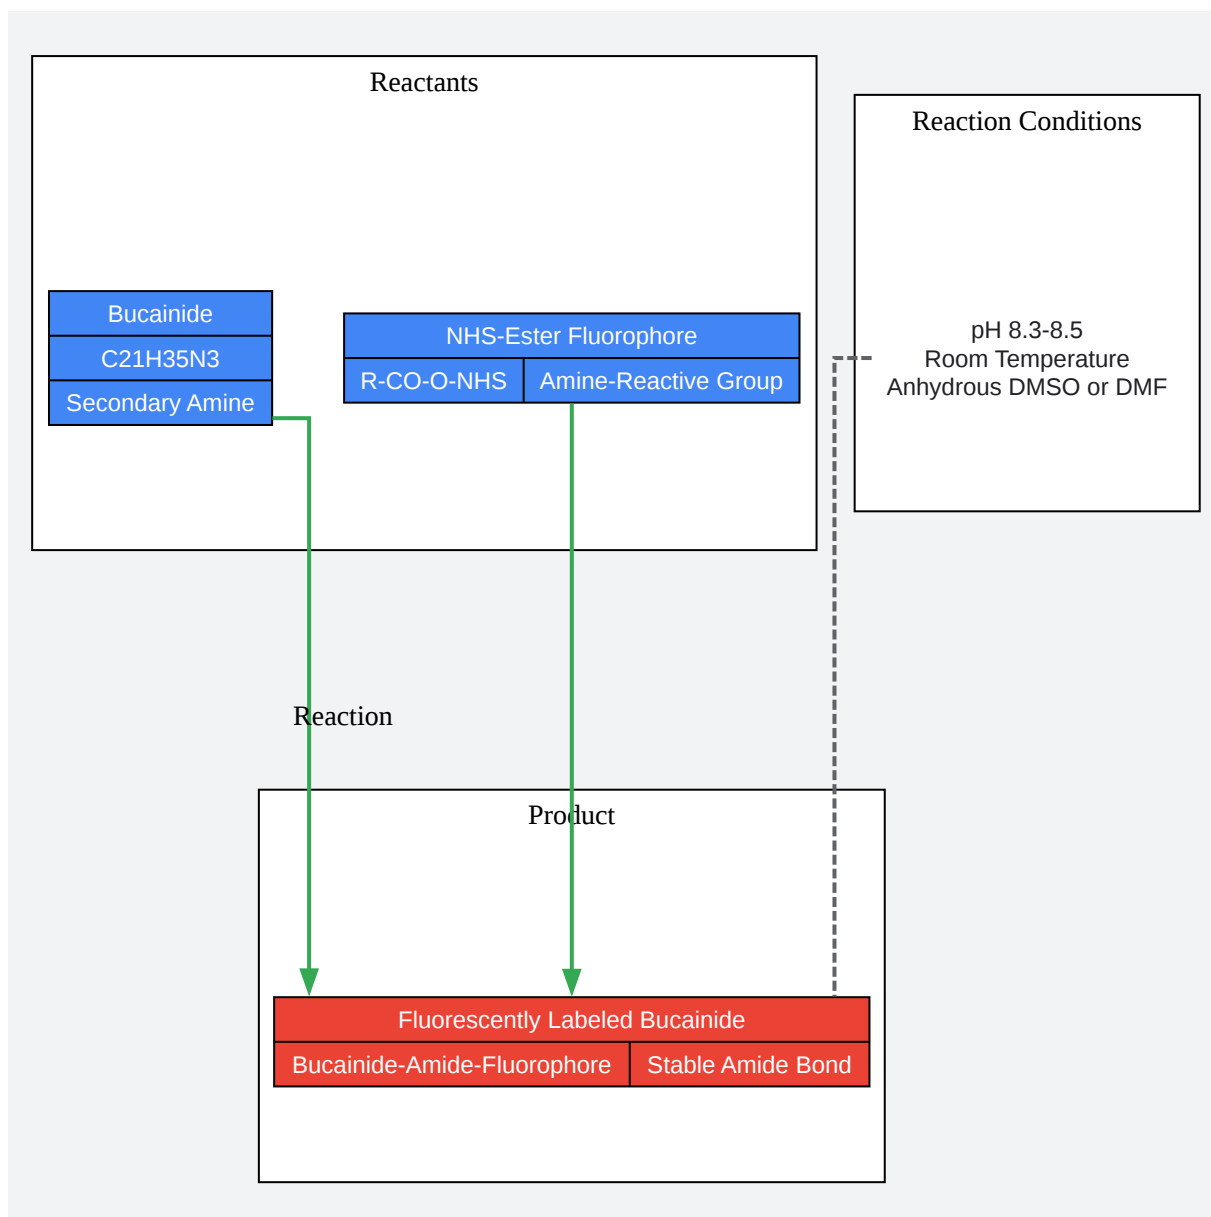 Reactants
Reaction Conditions
Bucainide
C21H35N3
Secondary Amine
NHS-Ester Fluorophore
R-CO-O-NHS
Amine-Reactive Group
pH 8.3-8.5
Room Temperature
Anhydrous DMSO or DMF
Reaction
Product
Fluorescently Labeled Bucainide
Bucainide-Amide-Fluorophore
Stable Amide Bond